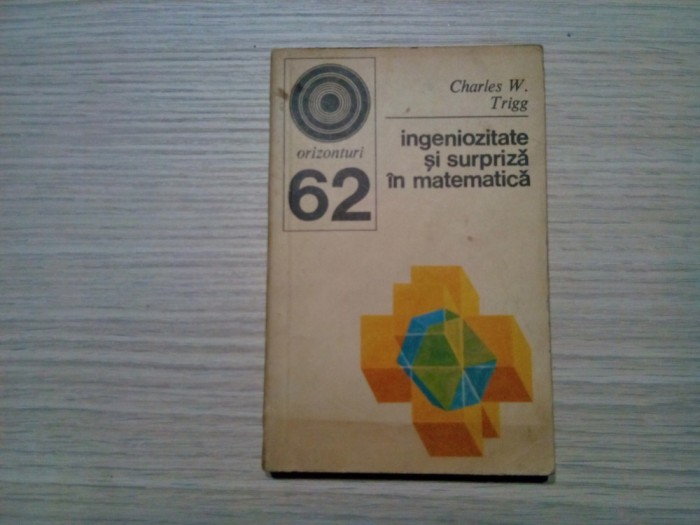 orizonturi
62
Charles W.
Trigg
ingeniozitate
și surpriză
în matematică